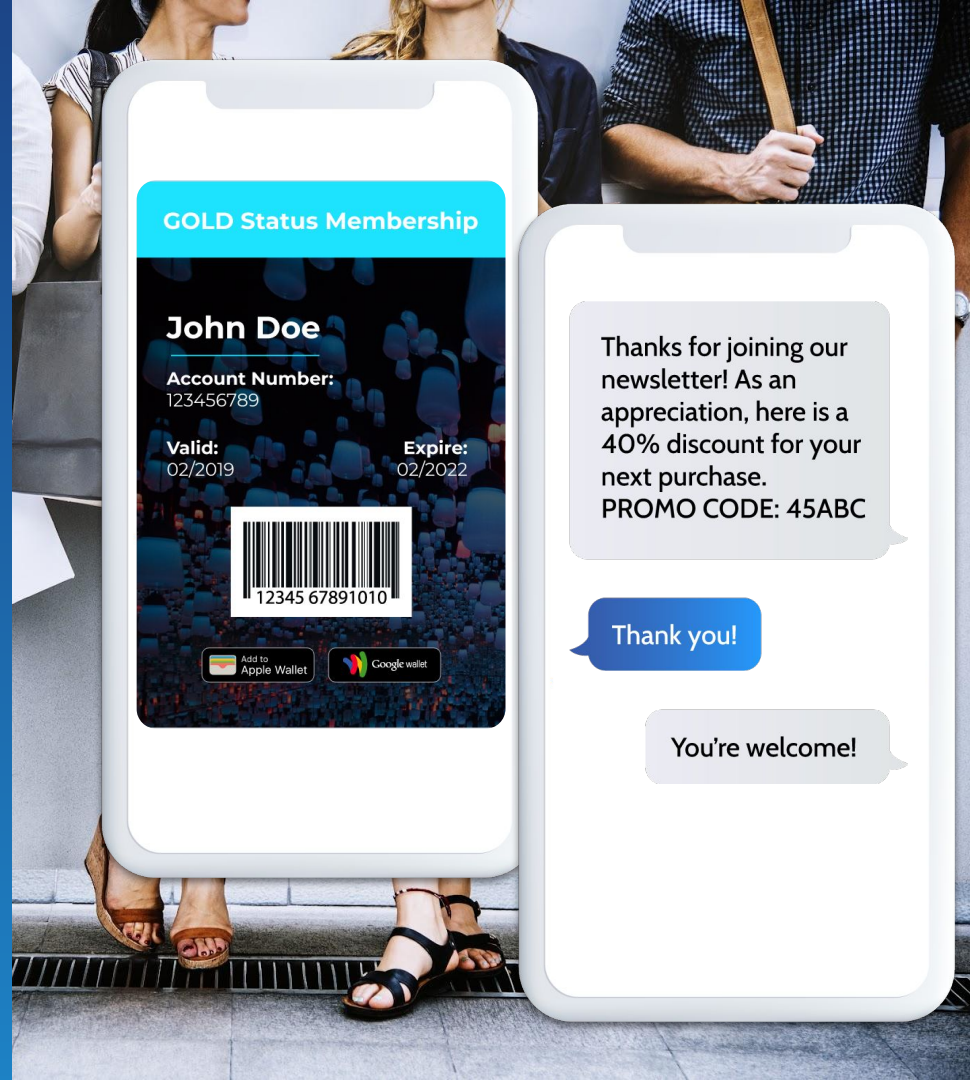 GOLD Status Membership
John Doe
Account Number:
123456789
Valid:
02/2019
Expire:
02/2022
12345 67891010
Add to
Apple Wallet
Google wallet
Thanks for joining our
newsletter! As an
appreciation, here is a
40% discount for your
next purchase.
PROMO CODE: 45ABC
Thank you!
You're welcome!